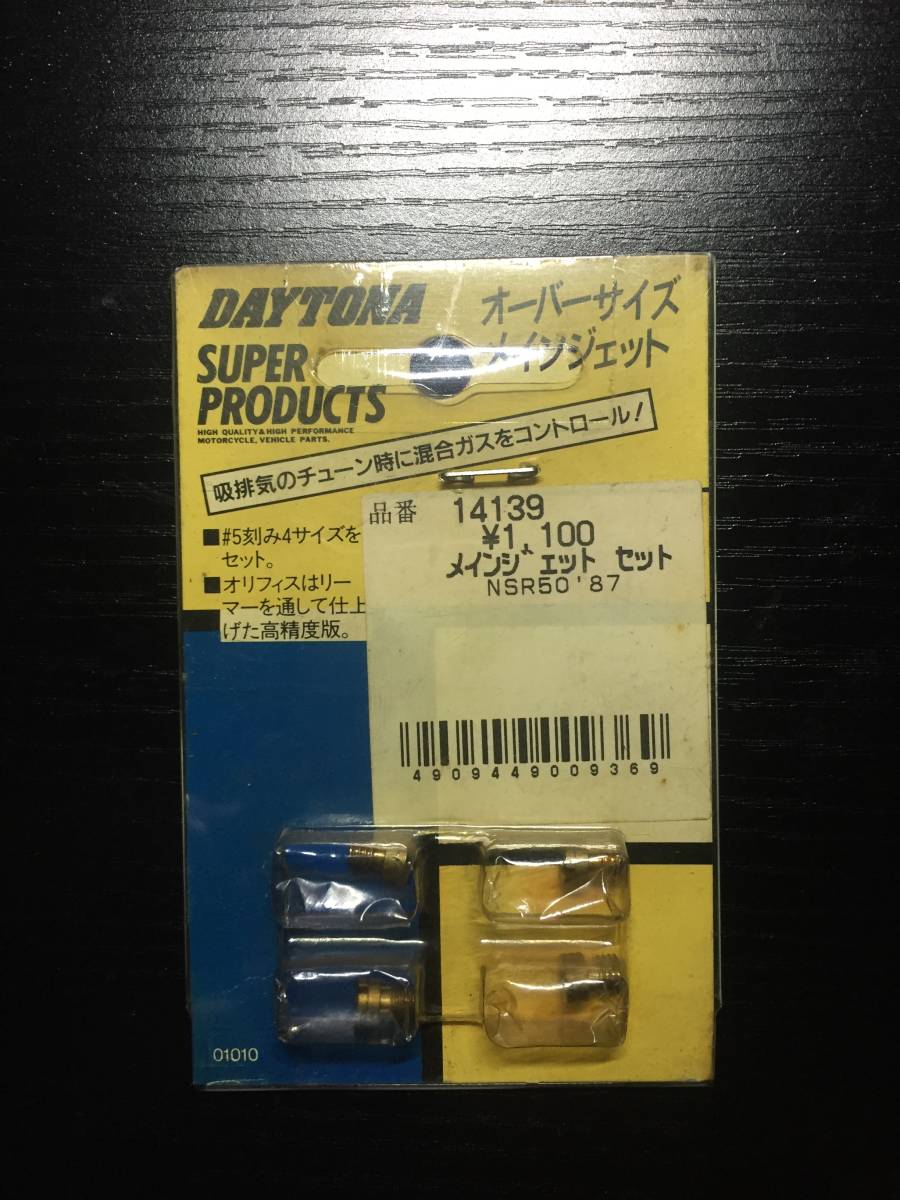 DAYTONA
SUPER
PRODUCTS
HIGH QUALITY & HIGH PERFORMANCE
MOTORCYCLE, VEHICLE PARTS.
オーバーサイズ
メインジェット
吸排気のチューン時に混合ガスをコントロール!
■#5刻み4サイズを
セット。
■オリフィスはリー
マーを通して仕上
げた高精度版。
品番 14139
¥1,100
メインジェット セット
NSR50'87
4909449009369
01010